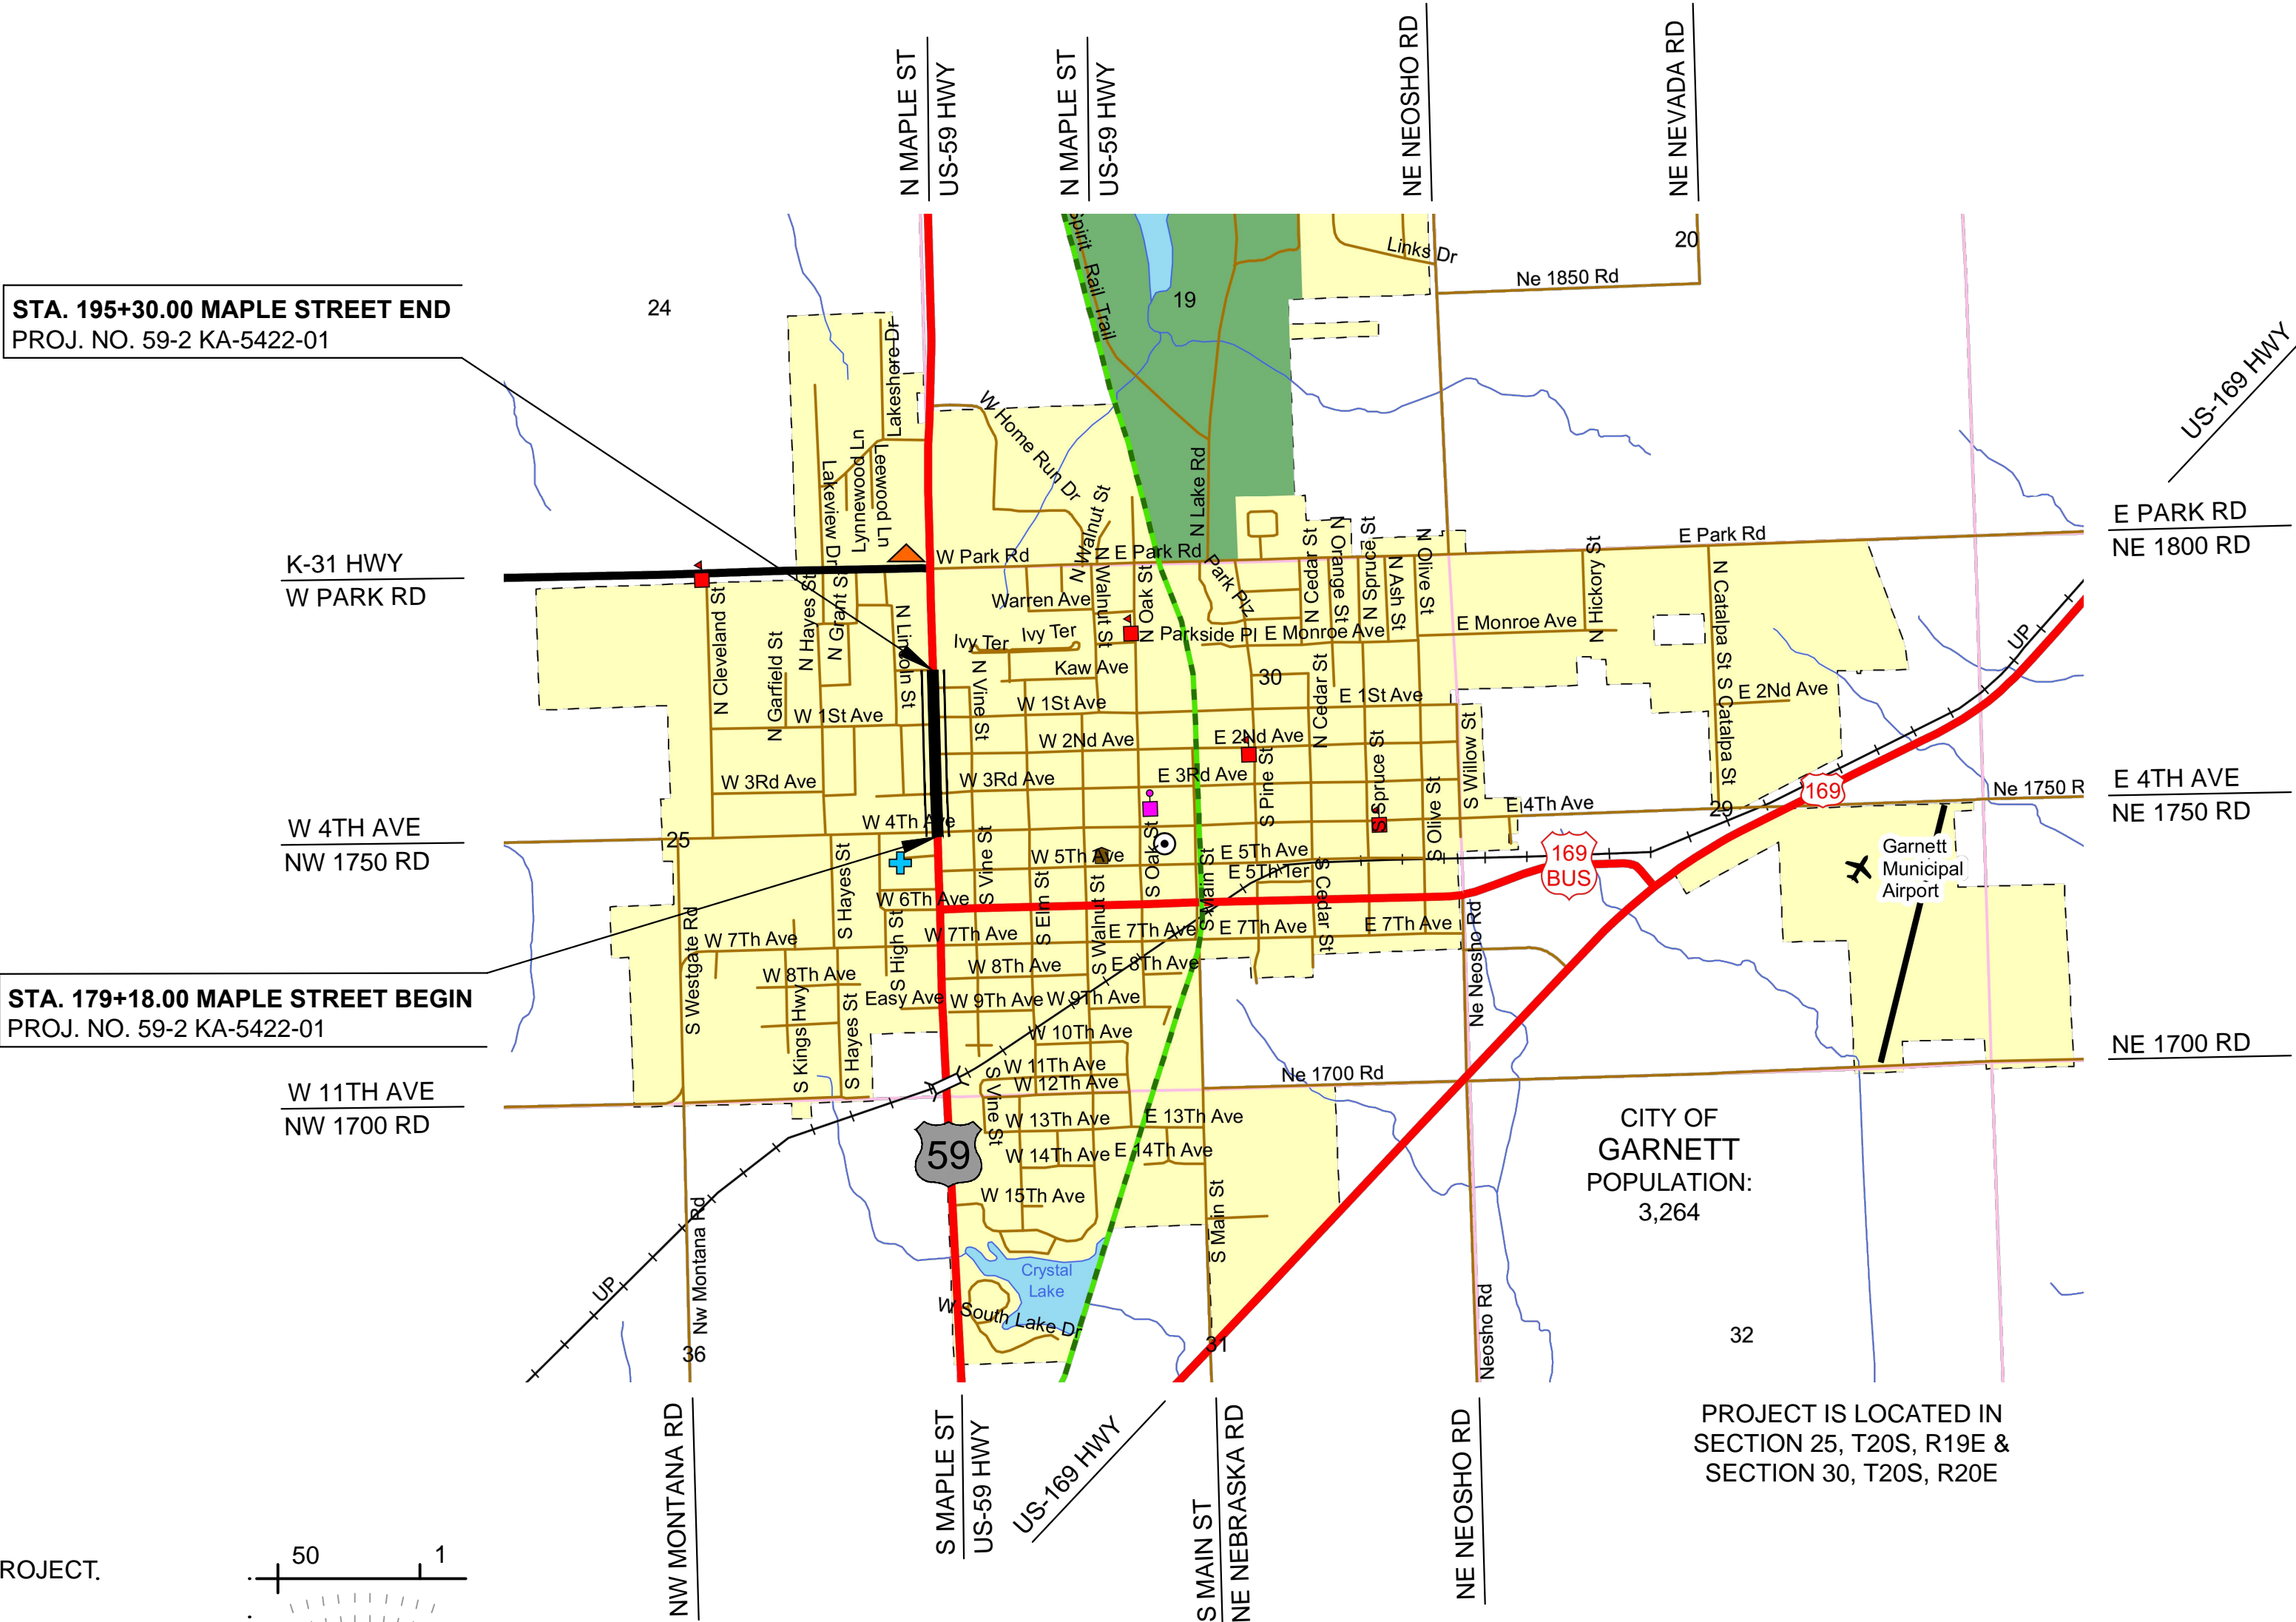 N MAPLE ST
US-59 HWY
N MAPLE ST
US-59 HWY
NE NEOSHO RD
NE NEVADA RD
STA. 195+30.00 MAPLE STREET END
PROJ. NO. 59-2 KA-5422-01
24
19
20
Spirit Rail Trail
Links Dr
Ne 1850 Rd
US-169 HWY
Lakeshore Dr
W Home Run Dr
Lakeview Dr
Lynnewood Ln
Leewood Ln
N Walnut St
N Lake Rd
K-31 HWY
W PARK RD
W Park Rd
E Park Rd
E Park Rd
E PARK RD
NE 1800 RD
N Cleveland St
N Garfield St
N Hayes St
N Grant St
N Lincoln St
Warren Ave
N Walnut St
N Oak St
Park Plz
N Cedar St
N Orange St
N Spruce St
N Ash St
N Olive St
N Hickory St
N Catalpa St
S Catalpa St
Ivy Ter
Ivy Ter
Parkside Pl
E Monroe Ave
E Monroe Ave
Kaw Ave
30
N Vine St
N Cedar St
W 1St Ave
W 1St Ave
E 1St Ave
E 2Nd Ave
UP
W 2Nd Ave
E 2Nd Ave
S Pine St
S Spruce St
S Olive St
S Willow St
W 3Rd Ave
W 3Rd Ave
E 3Rd Ave
169
Ne 1750 R
E 4TH AVE
NE 1750 RD
W 4TH AVE
NW 1750 RD
25
W 4Th Ave
E 4Th Ave
29
W 5Th Ave
E 5Th Ave
E 5Th Ter
169
BUS
Garnett
Municipal
Airport
S Hayes St
S High St
S Vine St
S Elm St
S Walnut St
S Oak St
S Main St
S Cedar St
W 6Th Ave
S Westgate Rd
W 7Th Ave
W 7Th Ave
E 7Th Ave
E 7Th Ave
E 7Th Ave
Ne Neosho Rd
W 8Th Ave
W 8Th Ave
E 8Th Ave
STA. 179+18.00 MAPLE STREET BEGIN
PROJ. NO. 59-2 KA-5422-01
S Kings Hwy
S Hayes St
Easy Ave
W 9Th Ave
W 9Th Ave
W 10Th Ave
W 11Th Ave
W 12Th Ave
Ne 1700 Rd
NE 1700 RD
W 11TH AVE
NW 1700 RD
S Vine St
W 13Th Ave
E 13Th Ave
59
W 14Th Ave
E 14Th Ave
W 15Th Ave
S Main St
CITY OF
GARNETT
POPULATION:
3,264
UP
Nw Montana Rd
36
Crystal
Lake
W South Lake Dr
31
Neosho Rd
32
NW MONTANA RD
S MAPLE ST
US-59 HWY
US-169 HWY
S MAIN ST
NE NEBRASKA RD
NE NEOSHO RD
PROJECT IS LOCATED IN
SECTION 25, T20S, R19E &
SECTION 30, T20S, R20E
ROJECT.
50
1